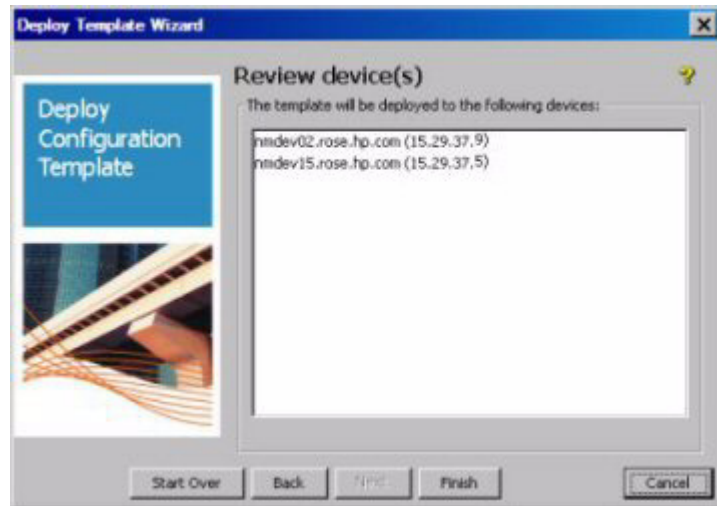 Deploy Template Wizard
Review device(s)
Deploy
Configuration
Template
The template will be deployed to the following devices:
nmdev02.rose.hp.com (15.29.37.9)
nmdev15.rose.hp.com (15.29.37.5)
Start Over
Back
Next
Finish
Cancel